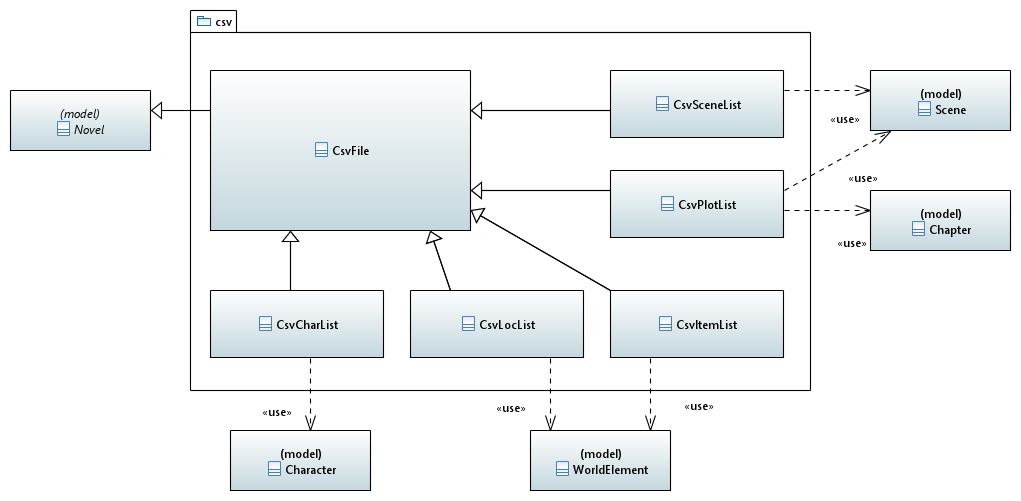 csv
(model)
Novel
CsvFile
CsvSceneList
(model)
Scene
«use»
CsvPlotList
«use»
(model)
Chapter
«use»
CsvCharList
CsvLocList
CsvItemList
«use»
«use»
«use»
(model)
Character
(model)
WorldElement